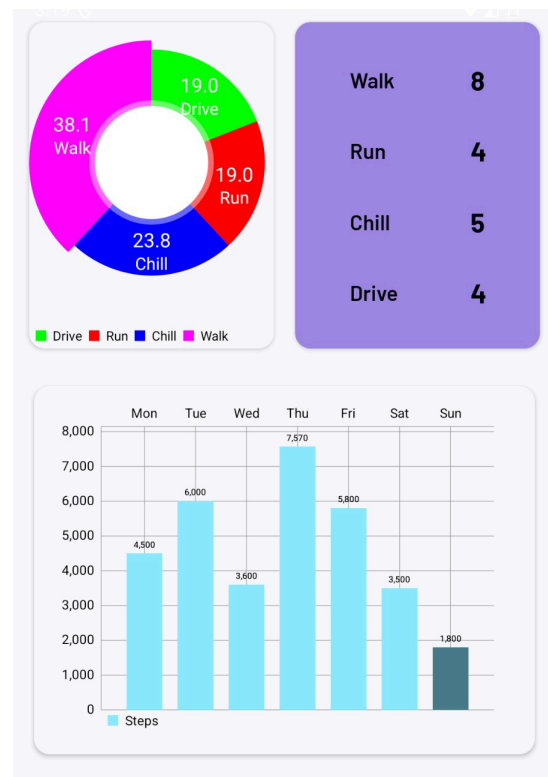 19.0
Drive
38.1
Walk
19.0
Run
23.8
Chill
Drive Run Chill Walk
Walk 8
Run 4
Chill 5
Drive 4
Mon Tue Wed Thu Fri Sat Sun
8,000
7,570
7,000
6,000
6,000
5,800
5,000
4,500
4,000
3,600
3,500
3,000
2,000
1,800
1,000
0
Steps